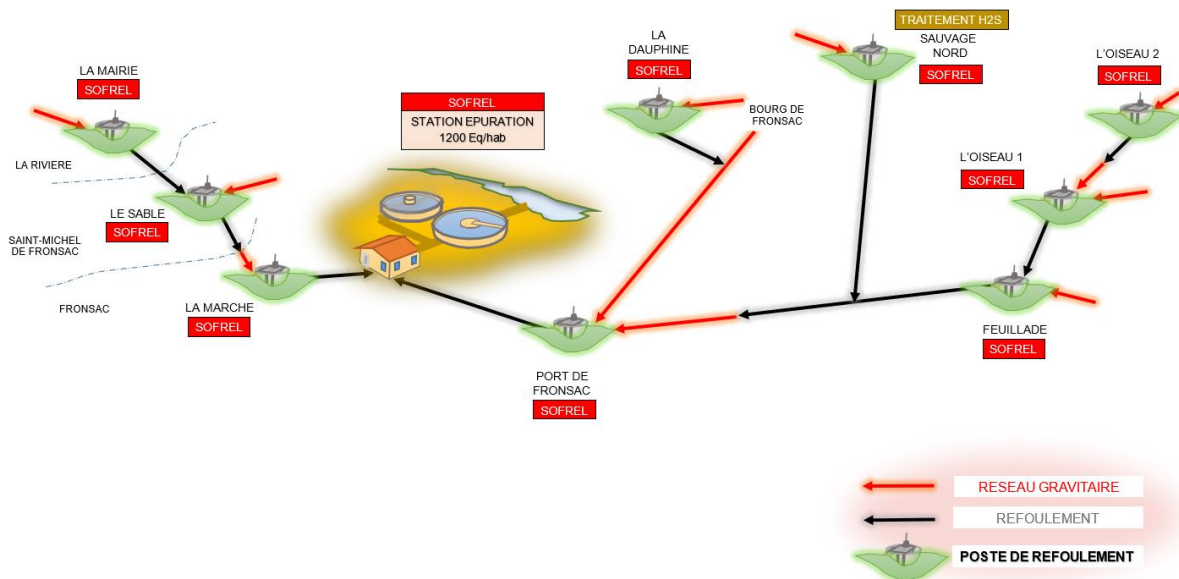 TRAITEMENT H2S
SAUVAGE
NORD
SOFREL
LA
DAUPHINE
SOFREL
L'OISEAU 2
SOFREL
LA MAIRIE
SOFREL
SOFREL
STATION EPURATION
1200 Eq/hab
BOURG DE
FRONSAC
LA RIVIERE
L'OISEAU 1
SOFREL
LE SABLE
SOFREL
SAINT-MICHEL
DE FRONSAC
FRONSAC
LA MARCHE
SOFREL
FEUILLADE
SOFREL
PORT DE
FRONSAC
SOFREL
RESEAU GRAVITAIRE
REFOULEMENT
POSTE DE REFOULEMENT